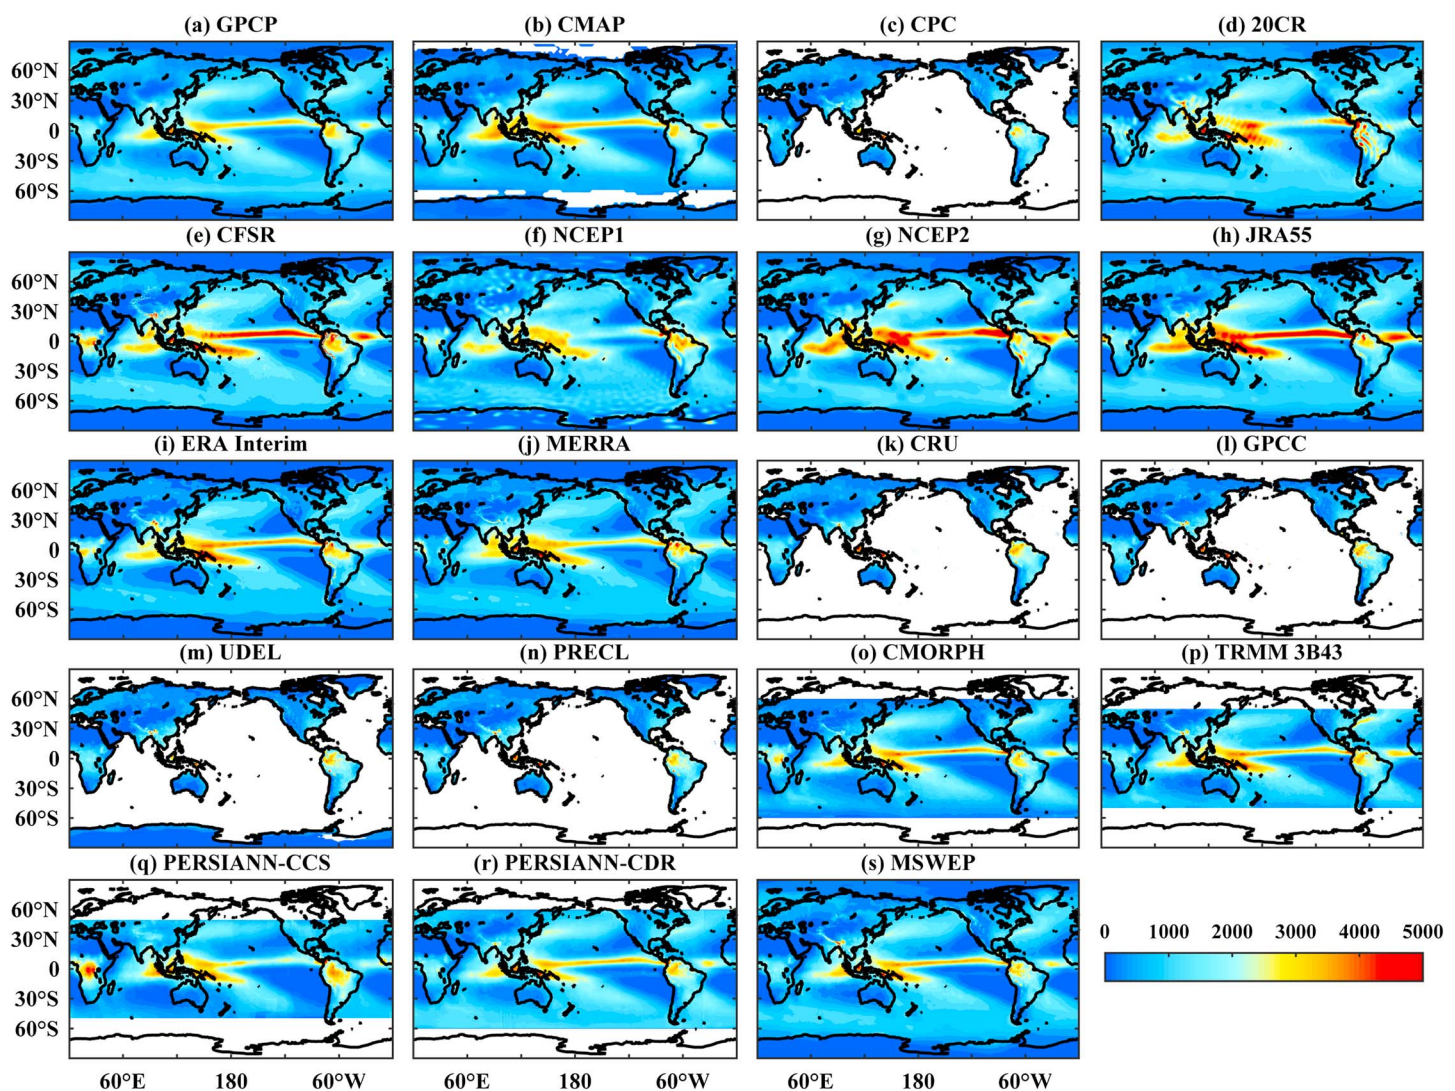 (a) GPCP (b) CMAP (c) CPC (d) 20CR
60°N
30°N
0
30°S
60°S
(e) CFSR (f) NCEP1 (g) NCEP2 (h) JRA55
60°N
30°N
0
30°S
60°S
(i) ERA Interim (j) MERRA (k) CRU (l) GPCC
60°N
30°N
0
30°S
60°S
(m) UDEL (n) PRECL (o) CMORPH (p) TRMM 3B43
60°N
30°N
0
30°S
60°S
(q) PERSIANN-CCS (r) PERSIANN-CDR (s) MSWEP
60°N
30°N
0
30°S
60°S
0 1000 2000 3000 4000 5000
60°E 180 60°W 60°E 180 60°W 60°E 180 60°W